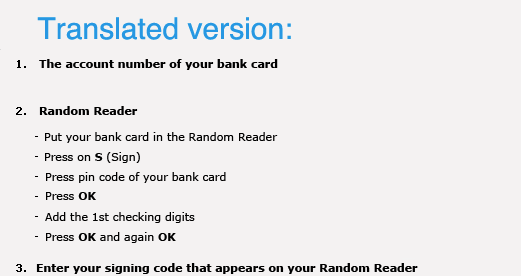 Translated version:
1. The account number of your bank card
2. Random Reader
- Put your bank card in the Random Reader
- Press on S (Sign)
- Press pin code of your bank card
- Press OK
- Add the 1st checking digits
- Press OK and again OK
3. Enter your signing code that appears on your Random Reader